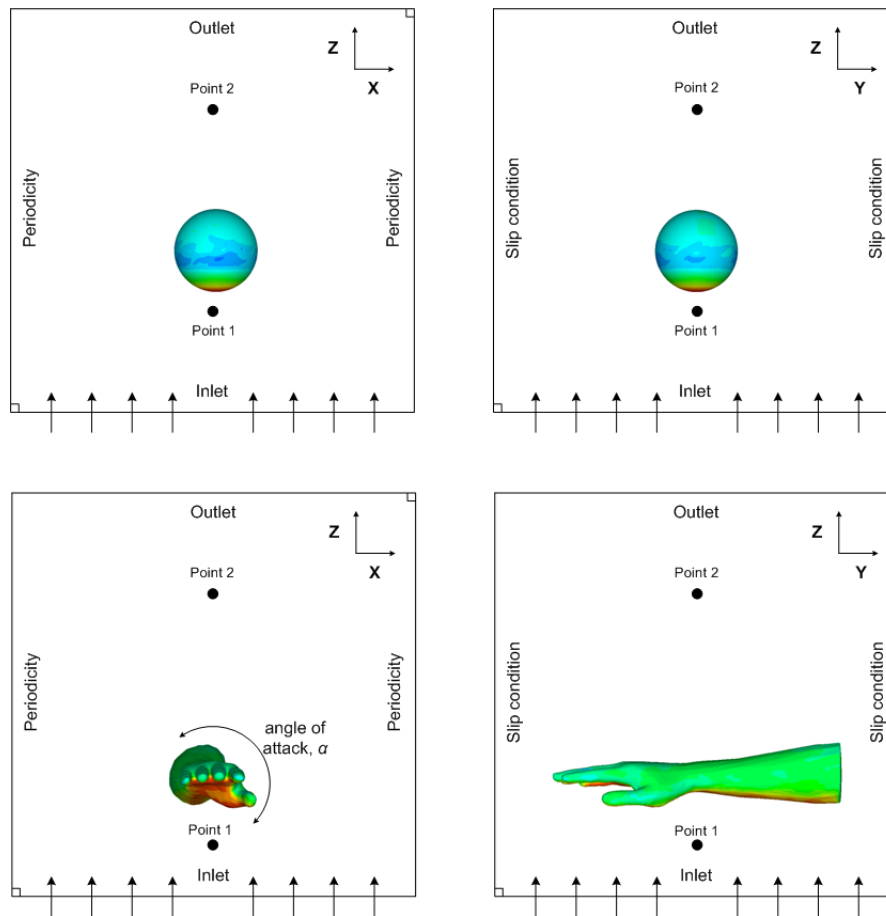 Outlet
Z
X
Point 2
Periodicity
Periodicity
Point 1
Inlet
Outlet
Z
Y
Point 2
Slip condition
Slip condition
Point 1
Inlet
Outlet
Z
X
Point 2
Periodicity
Periodicity
angle of
attack, α
Point 1
Inlet
Outlet
Z
Y
Point 2
Slip condition
Slip condition
Point 1
Inlet